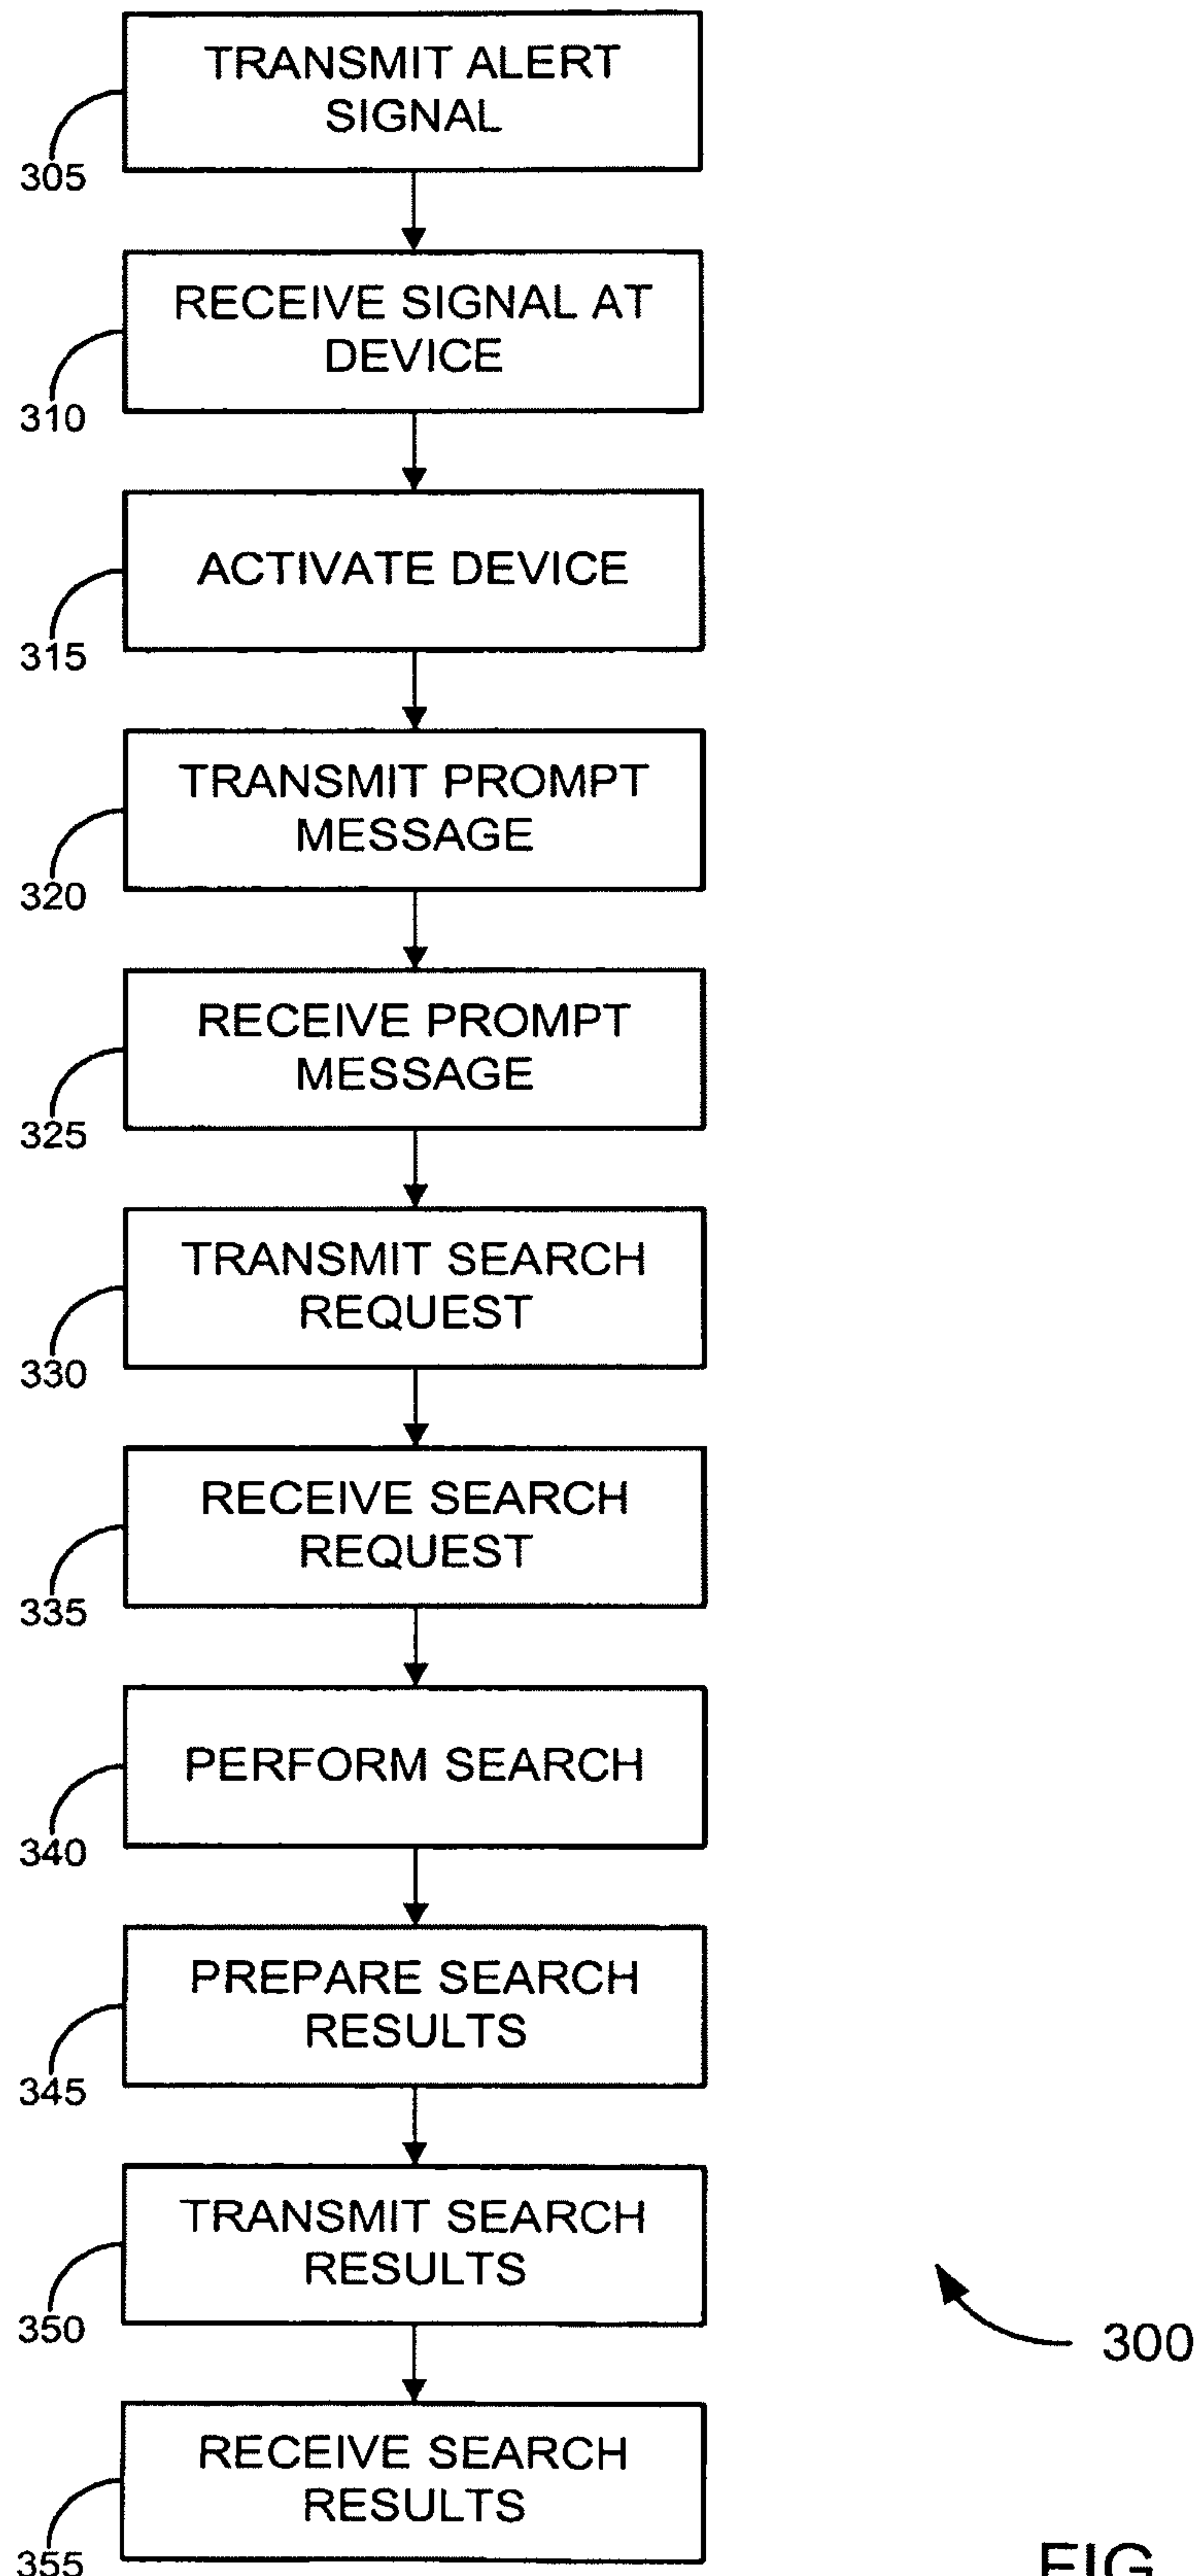 TRANSMIT ALERT
SIGNAL
305
RECEIVE SIGNAL AT
DEVICE
310
ACTIVATE DEVICE
315
TRANSMIT PROMPT
MESSAGE
320
RECEIVE PROMPT
MESSAGE
325
TRANSMIT SEARCH
REQUEST
330
RECEIVE SEARCH
REQUEST
335
PERFORM SEARCH
340
PREPARE SEARCH
RESULTS
345
TRANSMIT SEARCH
RESULTS
350
300
RECEIVE SEARCH
RESULTS
355
FIG